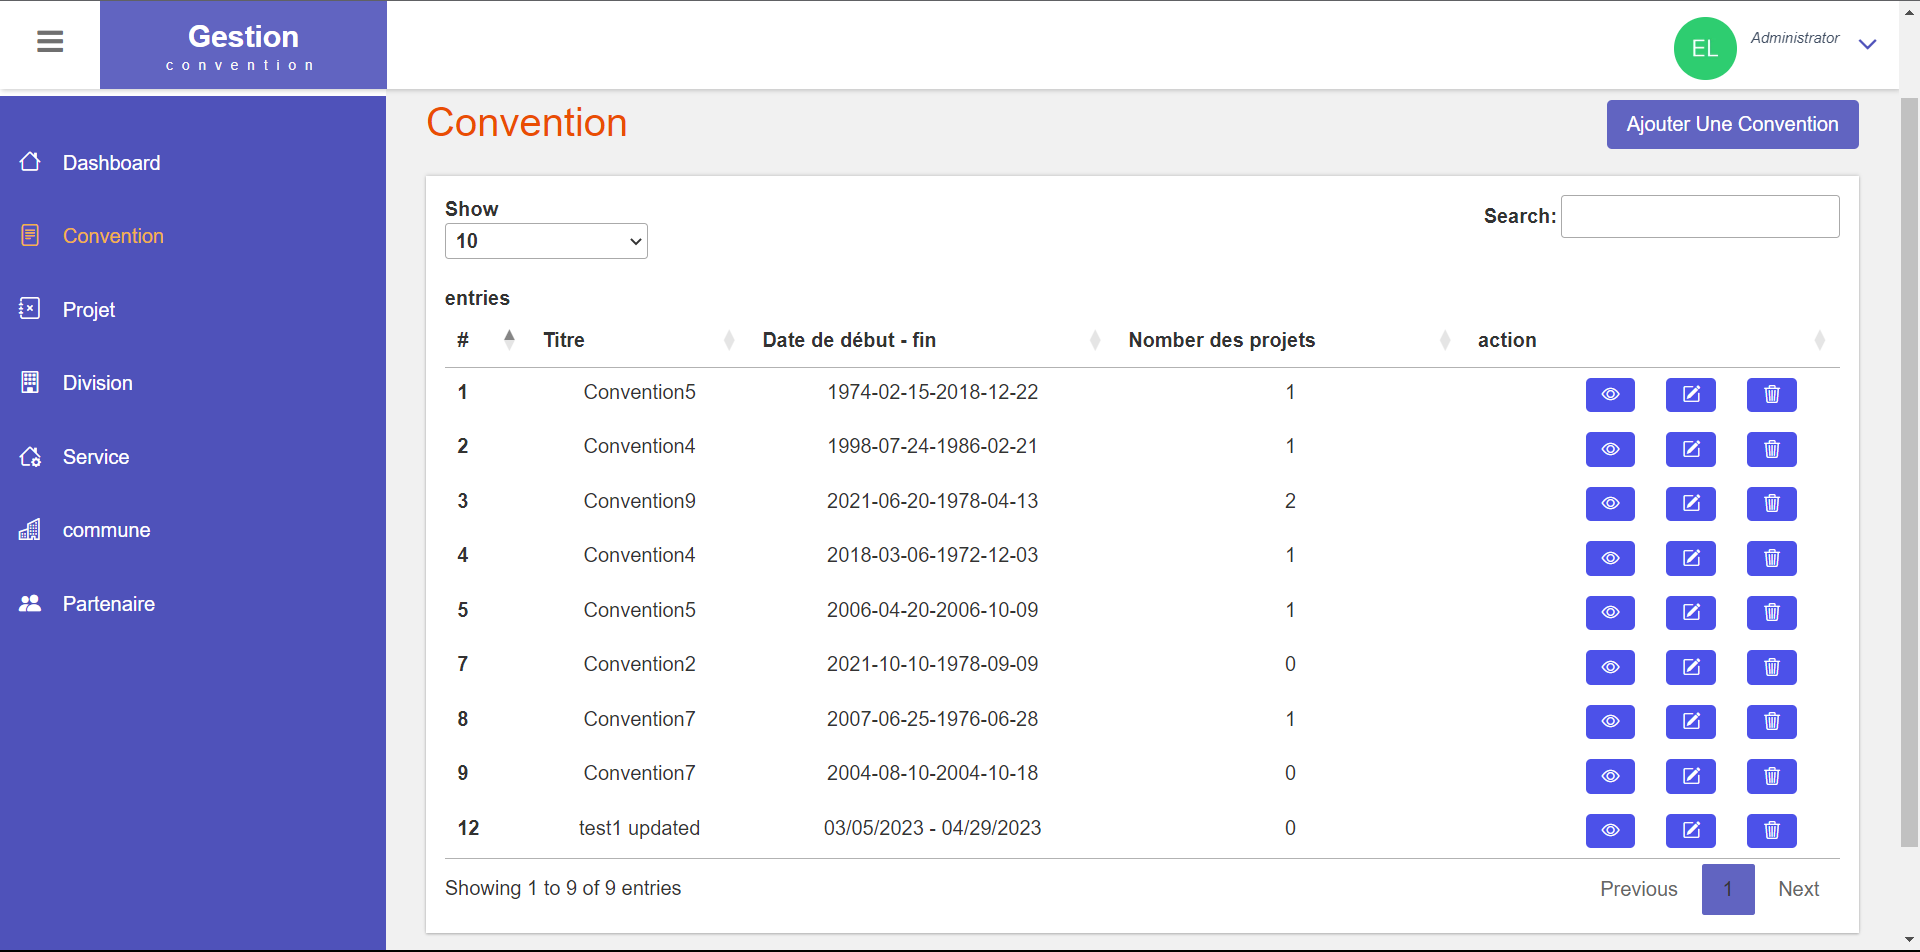 Gestion
convention
EL
Administrator
Dashboard
Convention
Projet
Division
Service
commune
Partenaire
Convention
Ajouter Une Convention
Show
10
entries
Search:
# Titre Date de début - fin Nomber des projets action
1 Convention5 1974-02-15-2018-12-22 1
2 Convention4 1998-07-24-1986-02-21 1
3 Convention9 2021-06-20-1978-04-13 2
4 Convention4 2018-03-06-1972-12-03 1
5 Convention5 2006-04-20-2006-10-09 1
7 Convention2 2021-10-10-1978-09-09 0
8 Convention7 2007-06-25-1976-06-28 1
9 Convention7 2004-08-10-2004-10-18 0
12 test1 updated 03/05/2023 - 04/29/2023 0
Showing 1 to 9 of 9 entries
Previous 1 Next